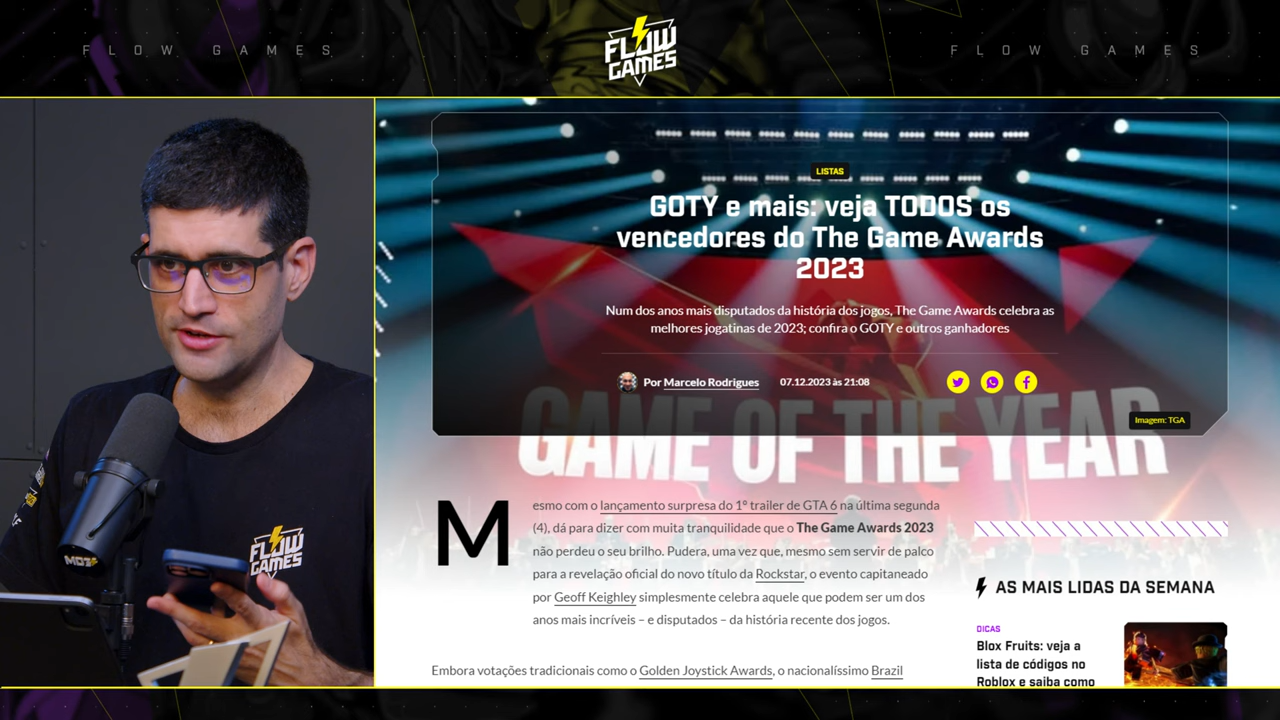 FLOW GAMES
FLOW
GAMES
FLOW GAMES
LISTAS
GOTY e mais: veja TODOS os
vencedores do The Game Awards
2023
Num dos anos mais disputados da história dos jogos, The Game Awards celebra as
melhores jogatinas de 2023; confira o GOTY e outros ganhadores
Por Marcelo Rodrigues
07.12.2023 às 21:08
Imagem: TGA
GAME OF THE YEAR
Mesmo com o lançamento surpresa do 1º trailer de GTA 6 na última segunda
(4), dá para dizer com muita tranquilidade que o The Game Awards 2023
não perdeu o seu brilho. Pudera, uma vez que, mesmo sem servir de palco
para a revelação oficial do novo título da Rockstar, o evento capitaneado
por Geoff Keighley simplesmente celebra aquele que podem ser um dos
anos mais incríveis – e disputados – da história recente dos jogos.
Embora votações tradicionais como o Golden Joystick Awards, o nacionalíssimo Brazil
AS MAIS LIDAS DA SEMANA
DICAS
Blox Fruits: veja a
lista de códigos no
Roblox e saiba como
FLOW
GAMES